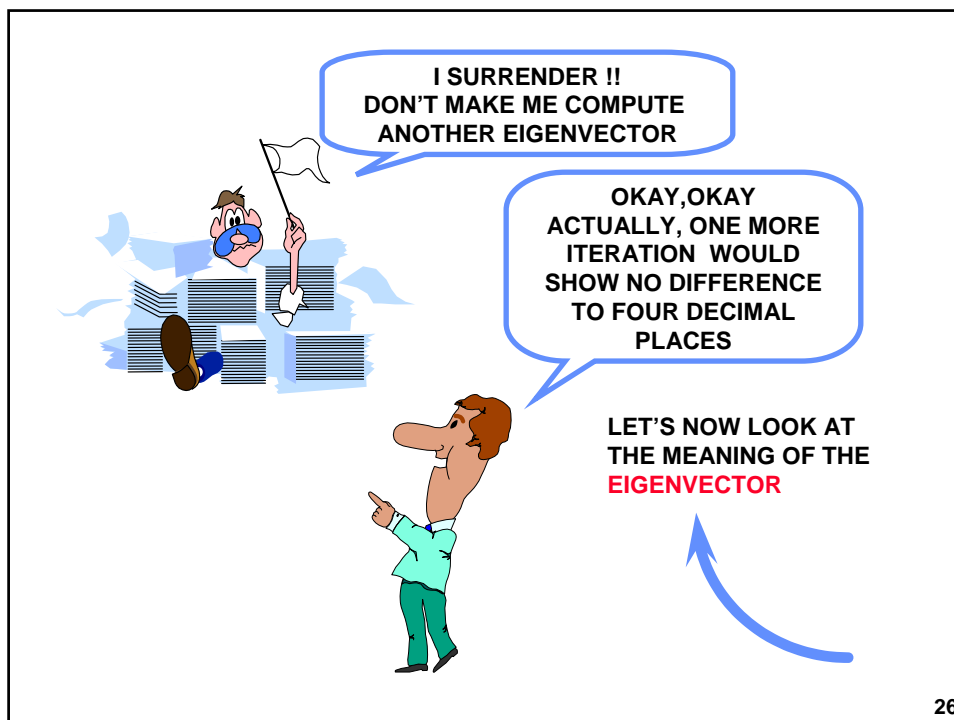 I SURRENDER !!
DON'T MAKE ME COMPUTE
ANOTHER EIGENVECTOR
OKAY,OKAY
ACTUALLY, ONE MORE
ITERATION WOULD
SHOW NO DIFFERENCE
TO FOUR DECIMAL
PLACES
LET'S NOW LOOK AT
THE MEANING OF THE
EIGENVECTOR
26